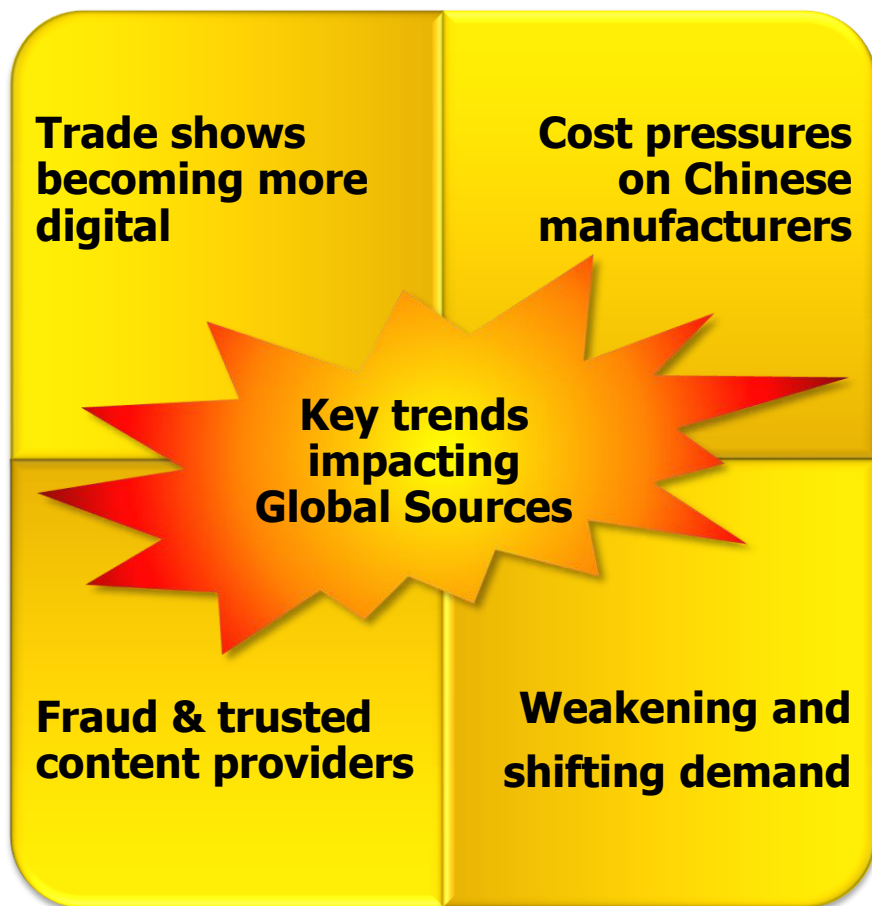 Trade shows
becoming more
digital
Cost pressures
on Chinese
manufacturers
Key trends
impacting
Global Sources
Fraud & trusted
content providers
Weakening and
shifting demand